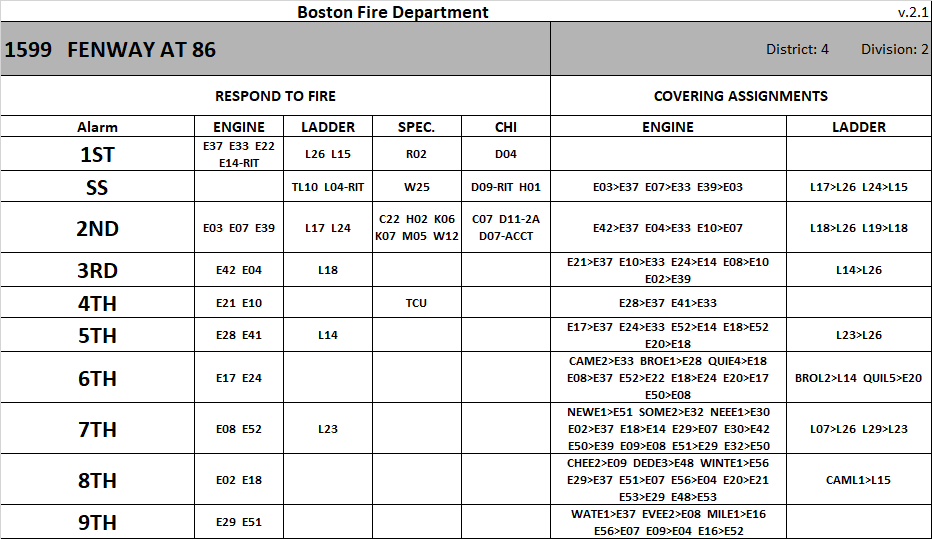 Boston Fire Department v.2.1
1599 FENWAY AT 86 District: 4 Division: 2
RESPOND TO FIRE COVERING ASSIGNMENTS
Alarm ENGINE LADDER SPEC. CHI ENGINE LADDER
1ST E37 E33 E22 L26 L15 R02 D04
E14-RIT
SS TL10 L04-RIT W25 D09-RIT H01 E03>E37 E07>E33 E39>E03 L17>L26 L24>L15
2ND E03 E07 E39 L17 L24 C22 H02 K06 C07 D11-2A E42>E37 E04>E33 E10>E07 L18>L26 L19>L18
K07 M05 W12 D07-ACCT
3RD E42 E04 L18 E21>E37 E10>E33 E24>E14 E08>E10 L14>L26
E02>E39
4TH E21 E10 TCU E28>E37 E41>E33
5TH E28 E41 L14 E17>E37 E24>E33 E52>E14 E18>E52 L23>L26
E20>E18
6TH E17 E24 CAME2>E33 BROE1>E28 QUIE4>E18 BROL2>L14 QUIL5>E20
E08>E37 E52>E22 E18>E24 E20>E17
E50>E08
7TH E08 E52 L23 NEWE1>E51 SOME2>E32 NEEE1>E30 L07>L26 L29>L23
E02>E37 E18>E14 E29>E07 E30>E42
E50>E39 E09>E08 E51>E29 E32>E50
8TH E02 E18 CHEE2>E09 DEDE3>E48 WINTE1>E56 CAML1>L15
E29>E37 E51>E07 E56>E04 E20>E21
E53>E29 E48>E53
9TH E29 E51 WATE1>E37 EVEE2>E08 MILE1>E16
E56>E07 E09>E04 E16>E52